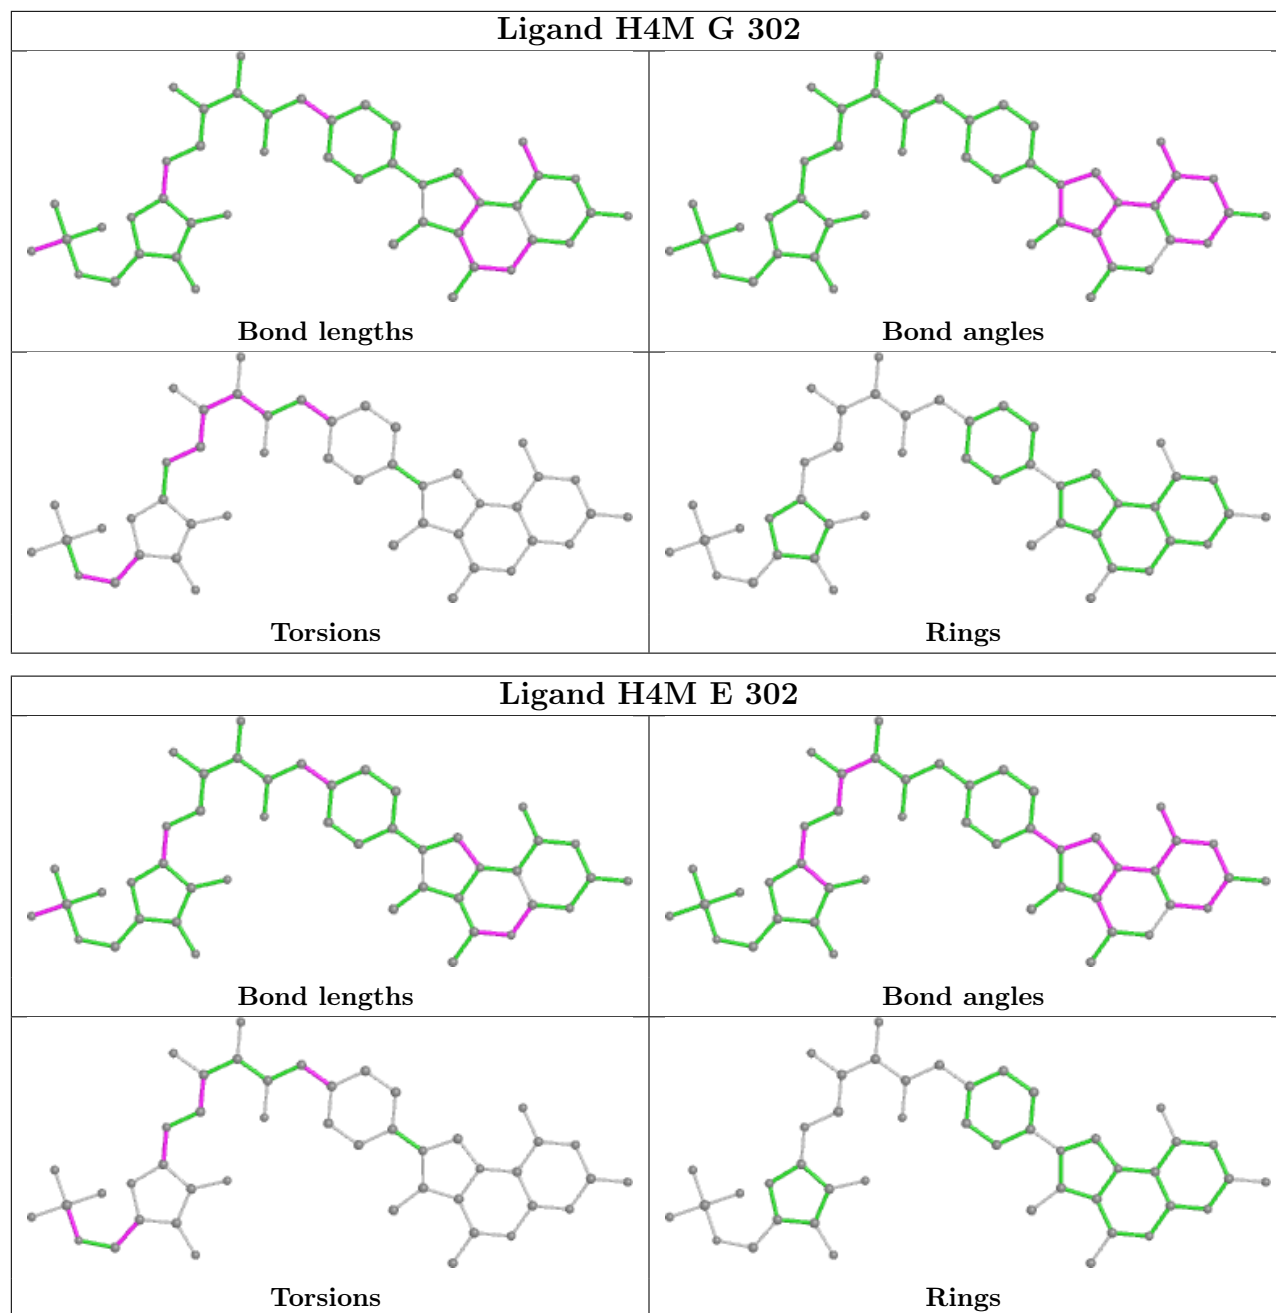 Ligand H4M G 302
Bond lengths
Bond angles
Torsions
Rings
Ligand H4M E 302
Bond lengths
Bond angles
Torsions
Rings